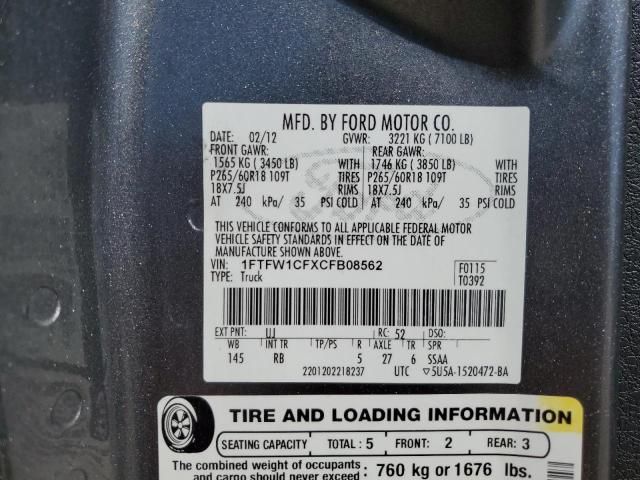 MFD. BY FORD MOTOR CO.
DATE: 02/12 GVWR: 3221 KG ( 7100 LB)
FRONT GAWR: REAR GAWR:
1565 KG ( 3450 LB) WITH 1746 KG ( 3850 LB) WITH
P265/60R18 109T TIRES P265/60R18 109T TIRES
18X7.5J RIMS 18X7.5J RIMS
AT 240 kPa/ 35 PSI COLD AT 240 kPa/ 35 PSI COLD
THIS VEHICLE CONFORMS TO ALL APPLICABLE FEDERAL MOTOR
VEHICLE SAFETY STANDARDS IN EFFECT ON THE DATE OF
MANUFACTURE SHOWN ABOVE.
VIN: 1FTFW1CFXCFB08562 F0115
TYPE: Truck T0392
EXT PNT: UJ RC: 52 DSO:
WB INT TR TP/PS R AXLE TR SPR
145 RB 5 27 6 SSAA
2201202218237 UTC ▽5U5A-1520472-BA
TIRE AND LOADING INFORMATION
SEATING CAPACITY TOTAL: 5 FRONT: 2 REAR: 3
The combined weight of occupants
and cargo should never exceed 760 kg or 1676 lbs.